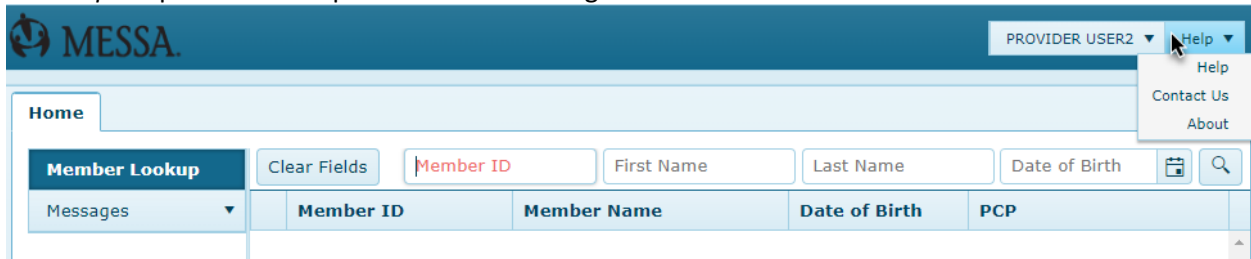 MESSA.
PROVIDER USER2 ▼ Help ▼
Help
Contact Us
About
Home
Member Lookup
Clear Fields Member ID First Name Last Name Date of Birth
Messages ▼
Member ID Member Name Date of Birth PCP